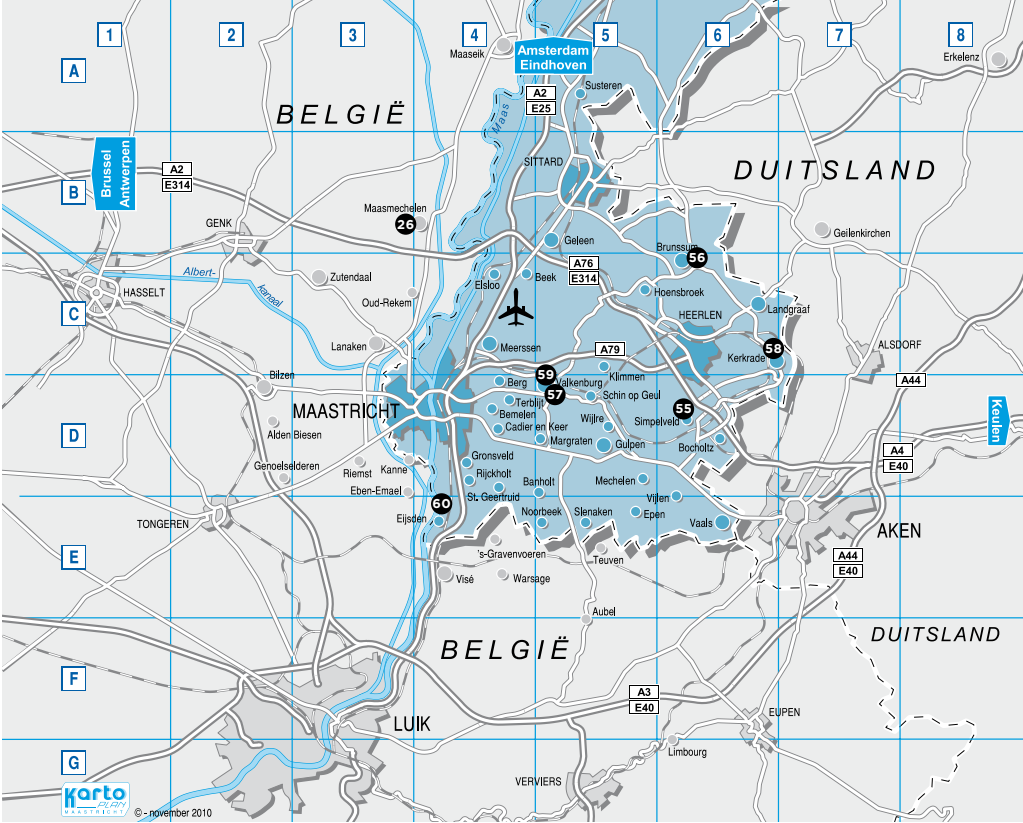 1
2
3
4
5
6
7
8
A
Maaseik
Amsterdam
Eindhoven
Erkelenz
Susteren
A2
E25
BELGIË
Maas
B
Brussel
Antwerpen
A2
E314
SITTARD
DUITSLAND
Maasmechelen
26
GENK
Geleen
Geilenkirchen
Brunssum
56
A76
E314
Albert-
kanaal
Zutendaal
Elsloo
Beek
Hoensbroek
HASSELT
Oud-Rekem
C
HEERLEN
Landgraaf
Lanaken
Meerssen
A79
58
Kerkrade
ALSDORF
Bilzen
59
Klimmen
A44
Berg
Valkenburg
57
Schin op Geul
MAASTRICHT
Terblijt
Bemelen
55
Simpelveld
Keulen
Alden Biesen
D
Cadier en Keer
Wijlre
Margraten
Gulpen
Bocholtz
A4
E40
Genoelselderen
Riemst
Kanne
Gronsveld
Rijckholt
Eben-Emael
St. Geertruid
Banholt
Mechelen
Vijlen
60
Eijsden
Noorbeek
Slenaken
Epen
Vaals
TONGEREN
AKEN
E
's-Gravenvoeren
Teuven
A44
E40
Visé
Warsage
Aubel
BELGIË
DUITSLAND
F
A3
E40
LUIK
EUPEN
Limbourg
G
VERVIERS
Karto
PLAN
MAASTRICHT
© - november 2010